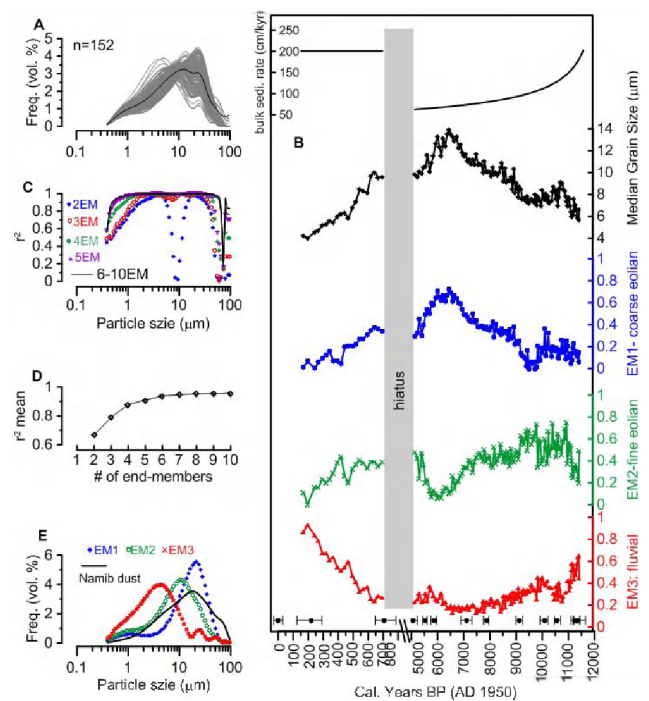 A
n=152
Freq. (vol. %)
5
4
3
2
1
0
0.1 1 10 100
C
r²
1
0.8
0.6
0.4
0.2
0
2EM
3EM
4EM
5EM
6-10EM
0.1 1 10 100
Particle szie (μm)
D
r² mean
1
0.8
0.6
1 2 3 4 5 6 7 8 9 10
# of end-members
E
EM1 EM2 EM3
Namib dust
Freq. (vol. %)
6
4
2
0
0.1 1 10 100
Particle szie (μm)
bulk sedi. rate (cm/kyr)
250
200
150
100
50
B
hiatus
Median Grain Size (μm)
14
12
10
8
6
4
EM1- coarse eolian
1
0.8
0.6
0.4
0.2
0
EM2-fine eolian
1
0.8
0.6
0.4
0.2
0
EM3: fluvial
1
0.8
0.6
0.4
0.2
0
0 100 200 300 400 500 600 700 800 5000 6000 7000 8000 9000 10000 11000 12000
Cal. Years BP (AD 1950)